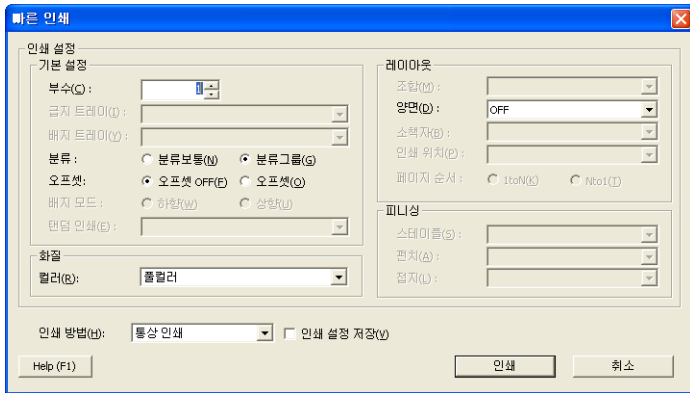 빠른 인쇄
인쇄 설정
기본 설정
부수(C) : 1
급지 트레이(I) :
배지 트레이(Y) :
분류 : 분류보통(N) 분류그룹(G)
오프셋: 오프셋 OFF(F) 오프셋(O)
배지 모드 : 하향(W) 상향(U)
탠덤 인쇄(E) :
화질
컬러(R): 풀컬러
레이아웃
조합(M) :
양면(D) : OFF
소책자(B) :
인쇄 위치(P) :
페이지 순서 : 1toN(K) Nto1(T)
피니싱
스테이플(S) :
펀치(A) :
접지(L) :
인쇄 방법(H): 통상 인쇄 인쇄 설정 저장(V)
Help (F1) 인쇄 취소